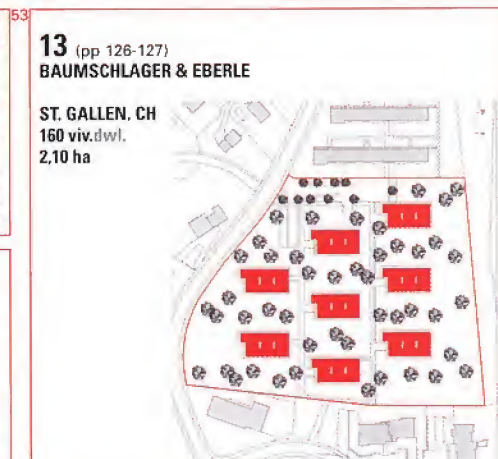 53
13 (pp 126-127)
BAUMSCHLAGER & EBERLE
ST. GALLEN, CH
160 viv.dwl.
2,10 ha